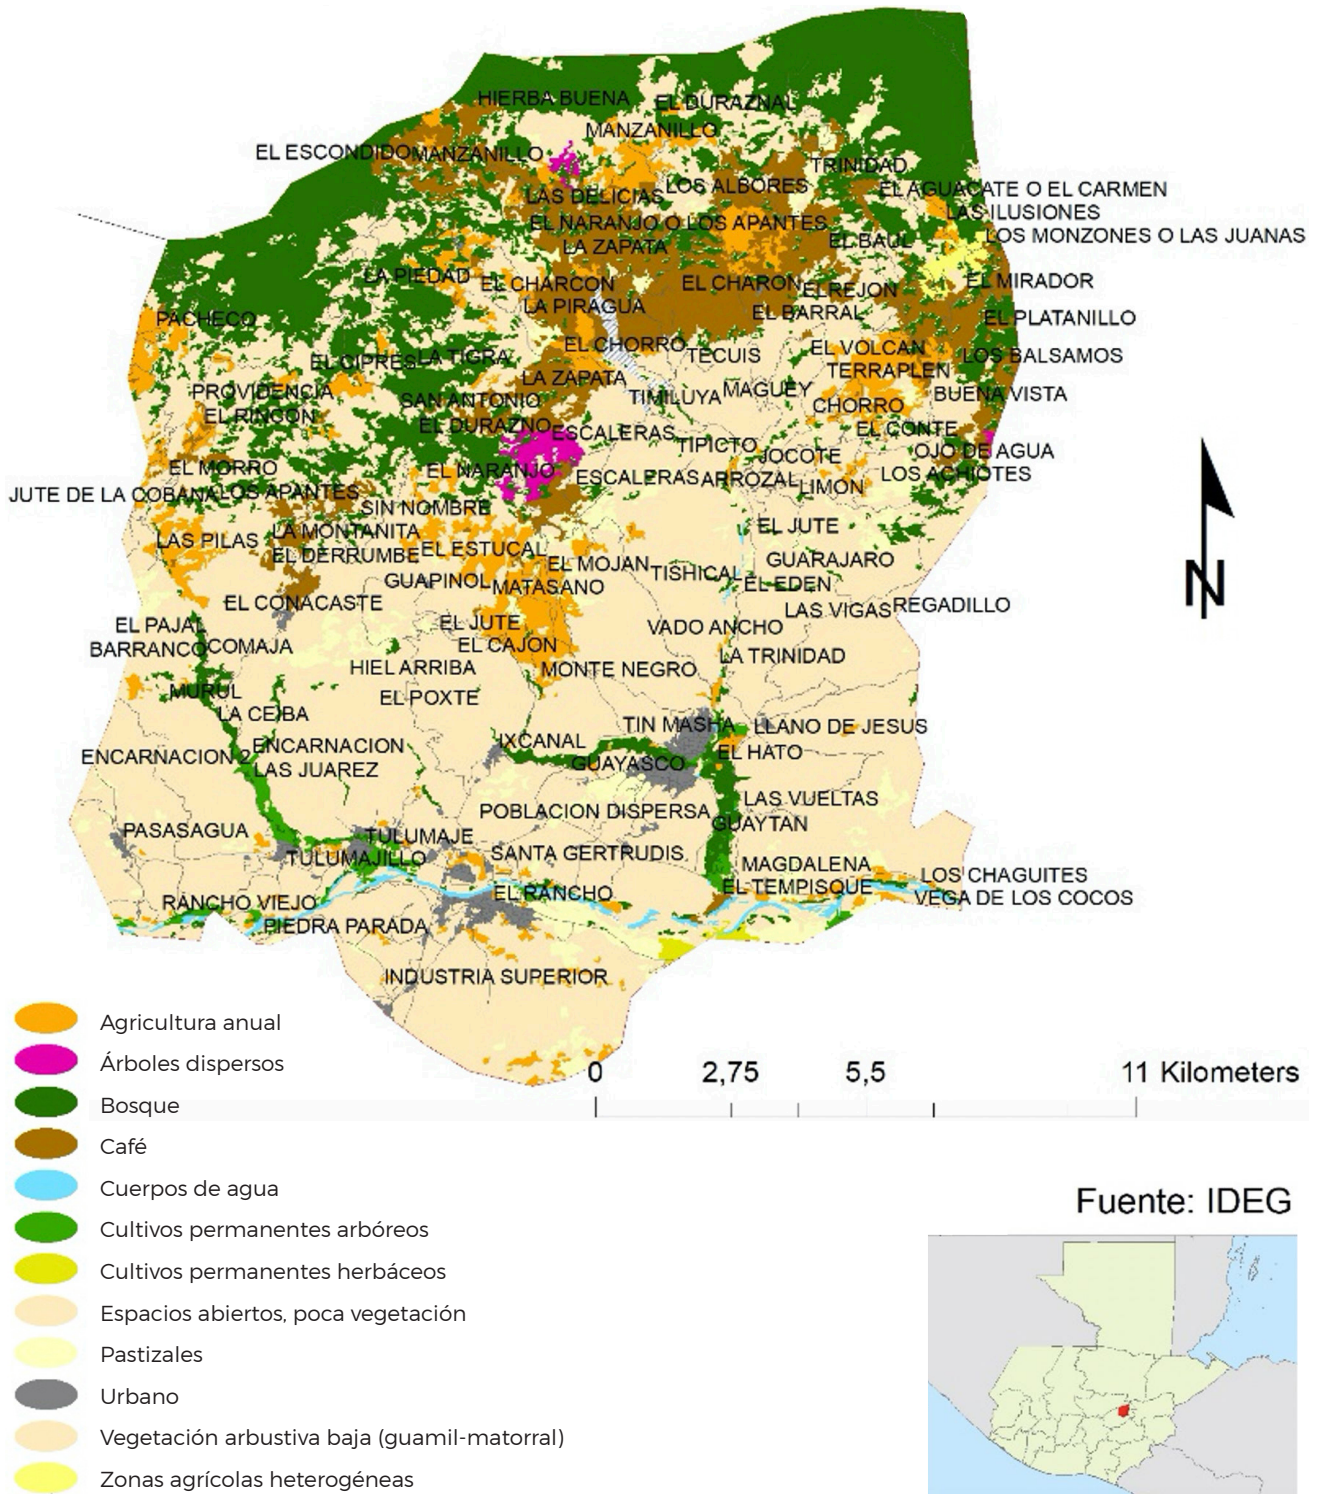 HIERBA BUENA
EL DURAZNAL
MANZANILLO
EL ESCONDIDO
MANZANILLO
TRINIDAD
LOS ALBORES
EL AGUACATE O EL CARMEN
LAS DELICIAS
LAS ILUSIONES
EL NARANJO O LOS APANTES
LOS MONZONES O LAS JUANAS
LA ZAPATA
EL BAUL
LA PIEDAD
EL CHARCON
EL CHARON
EL REJON
EL MIRADOR
LA PIRAGUA
EL BARRAL
EL PLATANILLO
PACHECO
EL CHORRO
TECUIS
EL VOLCAN
LOS BALSAMOS
EL CIPRES
LA TIGRA
TERRAPLEN
LA ZAPATA
PROVIDENCIA
SAN ANTONIO
TIMILUYA
MAGUEY
BUENA VISTA
CHORRO
EL RINCON
EL DURAZNO
ESCALERAS
EL CONTE
TIPICTO
JOCOTE
OJO DE AGUA
EL MORRO
EL NARANJO
ESCALERAS
ARROZAL
LIMON
LOS ACHIOTES
JUTE DE LA COBANA
LOS APANTES
SIN NOMBRE
EL JUTE
LAS PILAS
LA MONTAÑITA
EL DERRUMBE
EL ESTUCAL
EL MOJAN
TISHICAL
GUARAJARO
GUAPINOL
MATASANO
EL EDEN
EL CONACASTE
LAS VIGAS
REGADILLO
EL PAJAL
EL JUTE
VADO ANCHO
BARRANCO
COMAJA
EL CAJON
LA TRINIDAD
HIEL ARRIBA
MONTE NEGRO
MURUL
EL POXTE
LA CEIBA
TIN MASHA
LLANO DE JESUS
ENCARNACION 2
ENCARNACION
IXCANAL
EL HATO
LAS JUAREZ
GUAYASCO
LAS VUELTAS
POBLACION DISPERSA
GUAYTAN
PASASAGUA
TULUMAJE
TULUMAJILLO
SANTA GERTRUDIS
MAGDALENA
LOS CHAGUITES
EL TEMPISQUE
VEGA DE LOS COCOS
RANCHO VIEJO
EL RANCHO
PIEDRA PARADA
INDUSTRIA SUPERIOR
N
0 2,75 5,5 11 Kilometers
Agricultura anual
Árboles dispersos
Bosque
Café
Cuerpos de agua
Cultivos permanentes arbóreos
Cultivos permanentes herbáceos
Espacios abiertos, poca vegetación
Pastizales
Urbano
Vegetación arbustiva baja (guamil-matorral)
Zonas agrícolas heterogéneas
Fuente: IDEG